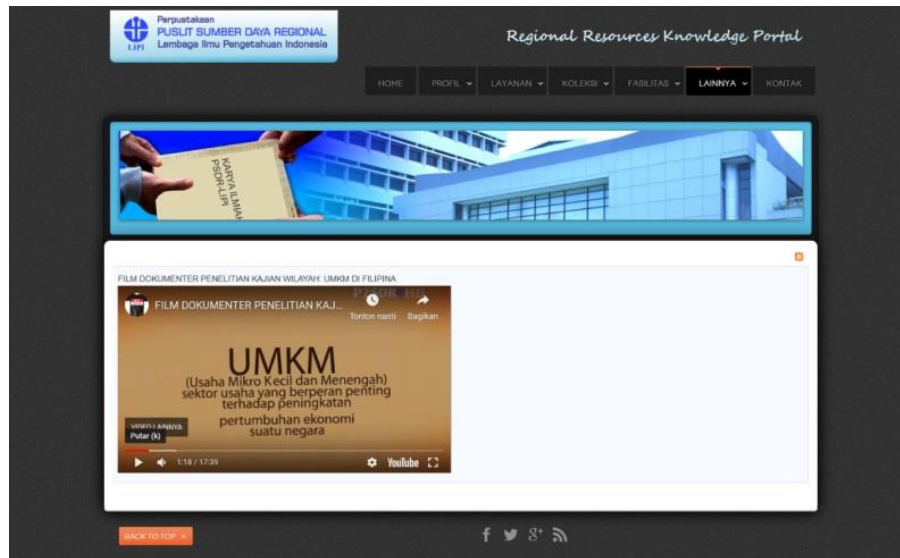 Perpustakaan
PUSLIT SUMBER DAYA REGIONAL
Lembaga Ilmu Pengetahuan Indonesia
LIPI
Regional Resources Knowledge Portal
HOME PROFIL LAYANAN KOLEKSI FASILITAS LAINNYA KONTAK
KARYA ILMIAH
PSDR-LIPI
FILM DOKUMENTER PENELITIAN KAJIAN WILAYAH: UMKM DI FILIPINA
FILM DOKUMENTER PENELITIAN KAJ...
Tonton nanti Bagikan
UMKM
(Usaha Mikro Kecil dan Menengah)
sektor usaha yang berperan penting
terhadap peningkatan
pertumbuhan ekonomi
suatu negara
VIDEO LAINNYA
Putar (k)
1:18 / 17:39
YouTube
BACK TO TOP